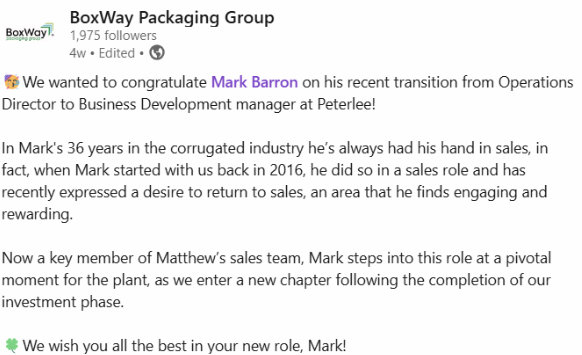 BoxWay
packaging group
BoxWay Packaging Group
1,975 followers
4w • Edited •
We wanted to congratulate Mark Barron on his recent transition from Operations
Director to Business Development manager at Peterlee!
In Mark's 36 years in the corrugated industry he's always had his hand in sales, in
fact, when Mark started with us back in 2016, he did so in a sales role and has
recently expressed a desire to return to sales, an area that he finds engaging and
rewarding.
Now a key member of Matthew's sales team, Mark steps into this role at a pivotal
moment for the plant, as we enter a new chapter following the completion of our
investment phase.
🍀 We wish you all the best in your new role, Mark!